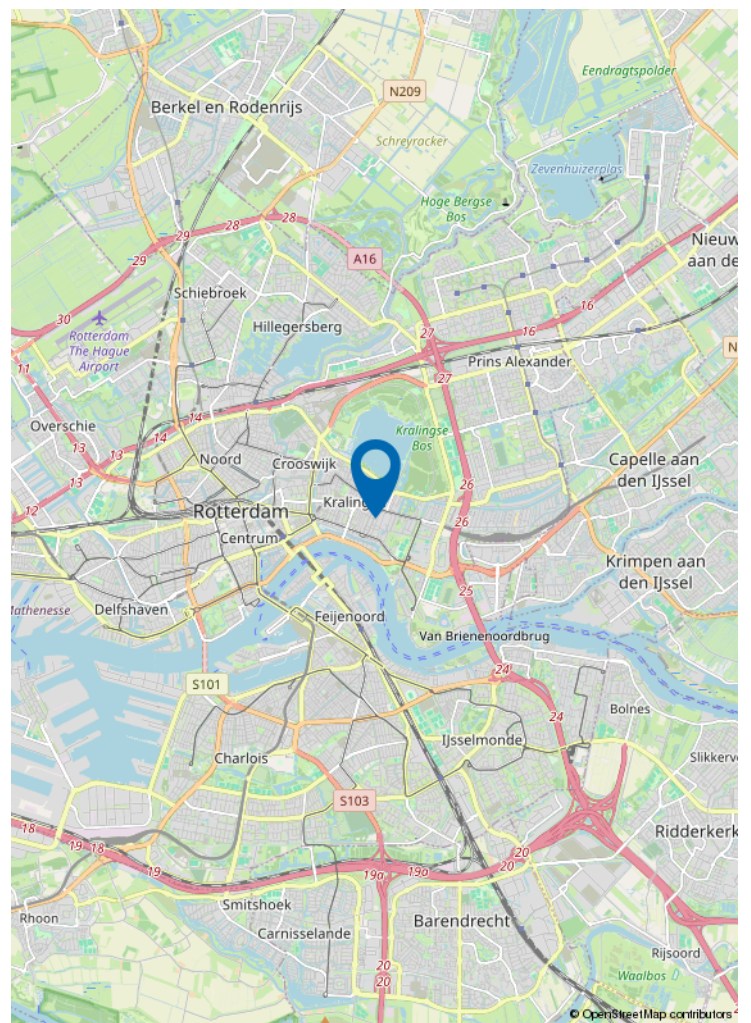 Eendragtspolder
N209
Berkel en Rodenrijs
Schreyracker
Zevenhuizerplas
Hoge Bergse
Bos
28
28
29
29
Nieuw
aan de
A16
Schiebroek
16
30
Rotterdam
The Hague
Airport
Hillegersberg
27
16
N
11
Prins Alexander
27
14
Overschie
14
Kralingse
Bos
13
13
Noord
Crooswijk
Capelle aan
den IJssel
13
26
12
Rotterdam
Kraling
26
Centrum
Krimpen aan
den IJssel
25
Mathenesse
Delfshaven
Feijenoord
Van Brienenoordbrug
24
S101
24
Bolnes
IJsselmonde
Charlois
Slikkerv
S103
18
Ridderkerk
19
18
20
20
19
19a
19a
20
Smitshoek
Rhoon
Barendrecht
Carnisselande
Rijsoord
20
20
Waalbos
© OpenStreetMap contributors